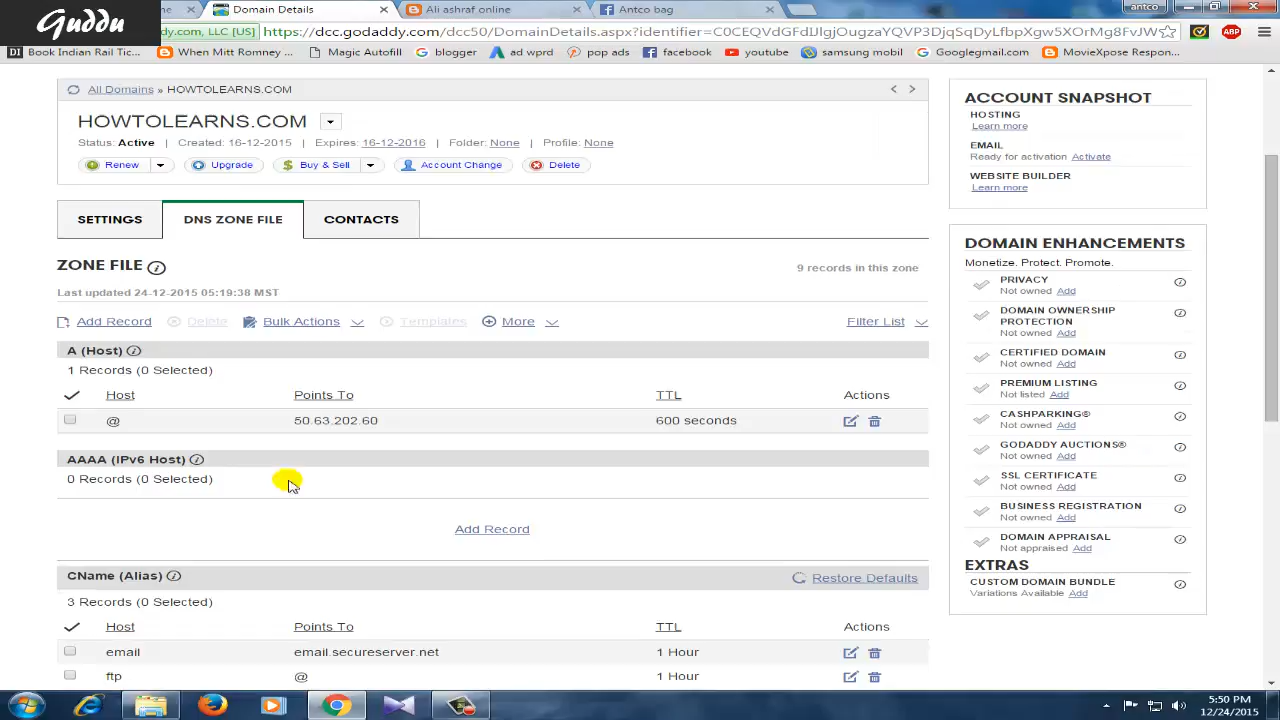 Guddu
Domain Details
Ali ashraf online
Antco bag
antco
dy.com, LLC [US]
Book Indian Rail Tic...
When Mitt Romney ...
Magic Autofill
bloggr
ad wprd
pop ads
facebook
youtube
samsung mobil
Googlegmail.com
MovieXpose Respon...
ABP
All Domains » HOWTOLEARNS.COM
HOWTOLEARNS.COM
Status: Active | Created: 16-12-2015 | Expires: 16-12-2016 | Folder: None | Profile: None
Renew
Upgrade
Buy & Sell
Account Change
Delete
SETTINGS
DNS ZONE FILE
CONTACTS
ZONE FILE
9 records in this zone
Last updated 24-12-2015 05:19:38 MST
Add Record
Delete
Bulk Actions
Templates
More
Filter List
A (Host)
1 Records (0 Selected)
Host Points To TTL Actions
@ 50.63.202.60 600 seconds
AAAA (IPv6 Host)
0 Records (0 Selected)
Add Record
CName (Alias)
Restore Defaults
3 Records (0 Selected)
Host Points To TTL Actions
email email.secureserver.net 1 Hour
ftp @ 1 Hour
ACCOUNT SNAPSHOT
HOSTING
Learn more
EMAIL
Ready for activation Activate
WEBSITE BUILDER
Learn more
DOMAIN ENHANCEMENTS
Monetize. Protect. Promote.
PRIVACY
Not owned Add
DOMAIN OWNERSHIP
PROTECTION
Not owned Add
CERTIFIED DOMAIN
Not owned Add
PREMIUM LISTING
Not listed Add
CASHPARKING®
Not owned Add
GODADDY AUCTIONS®
Not owned Add
SSL CERTIFICATE
Not owned Add
BUSINESS REGISTRATION
Not owned Add
DOMAIN APPRAISAL
Not appraised Add
EXTRAS
CUSTOM DOMAIN BUNDLE
Variations Available Add
5:50 PM
12/24/2015